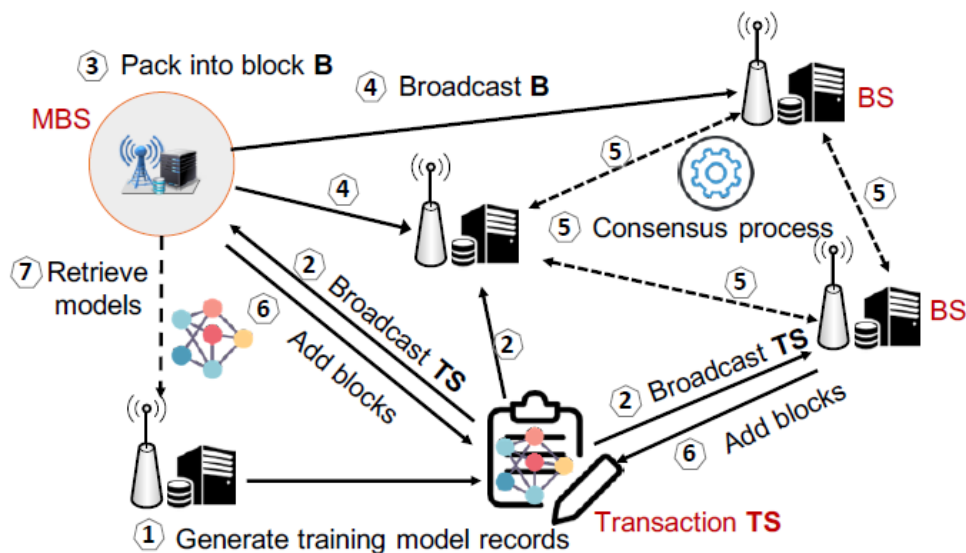 ③ Pack into block B
MBS
④ Broadcast B
BS
⑤
④
⑤
⑤ Consensus process
⑦ Retrieve
models
② Broadcast TS
⑥ Add blocks
⑤
BS
②
② Broadcast TS
⑥ Add blocks
Transaction TS
① Generate training model records